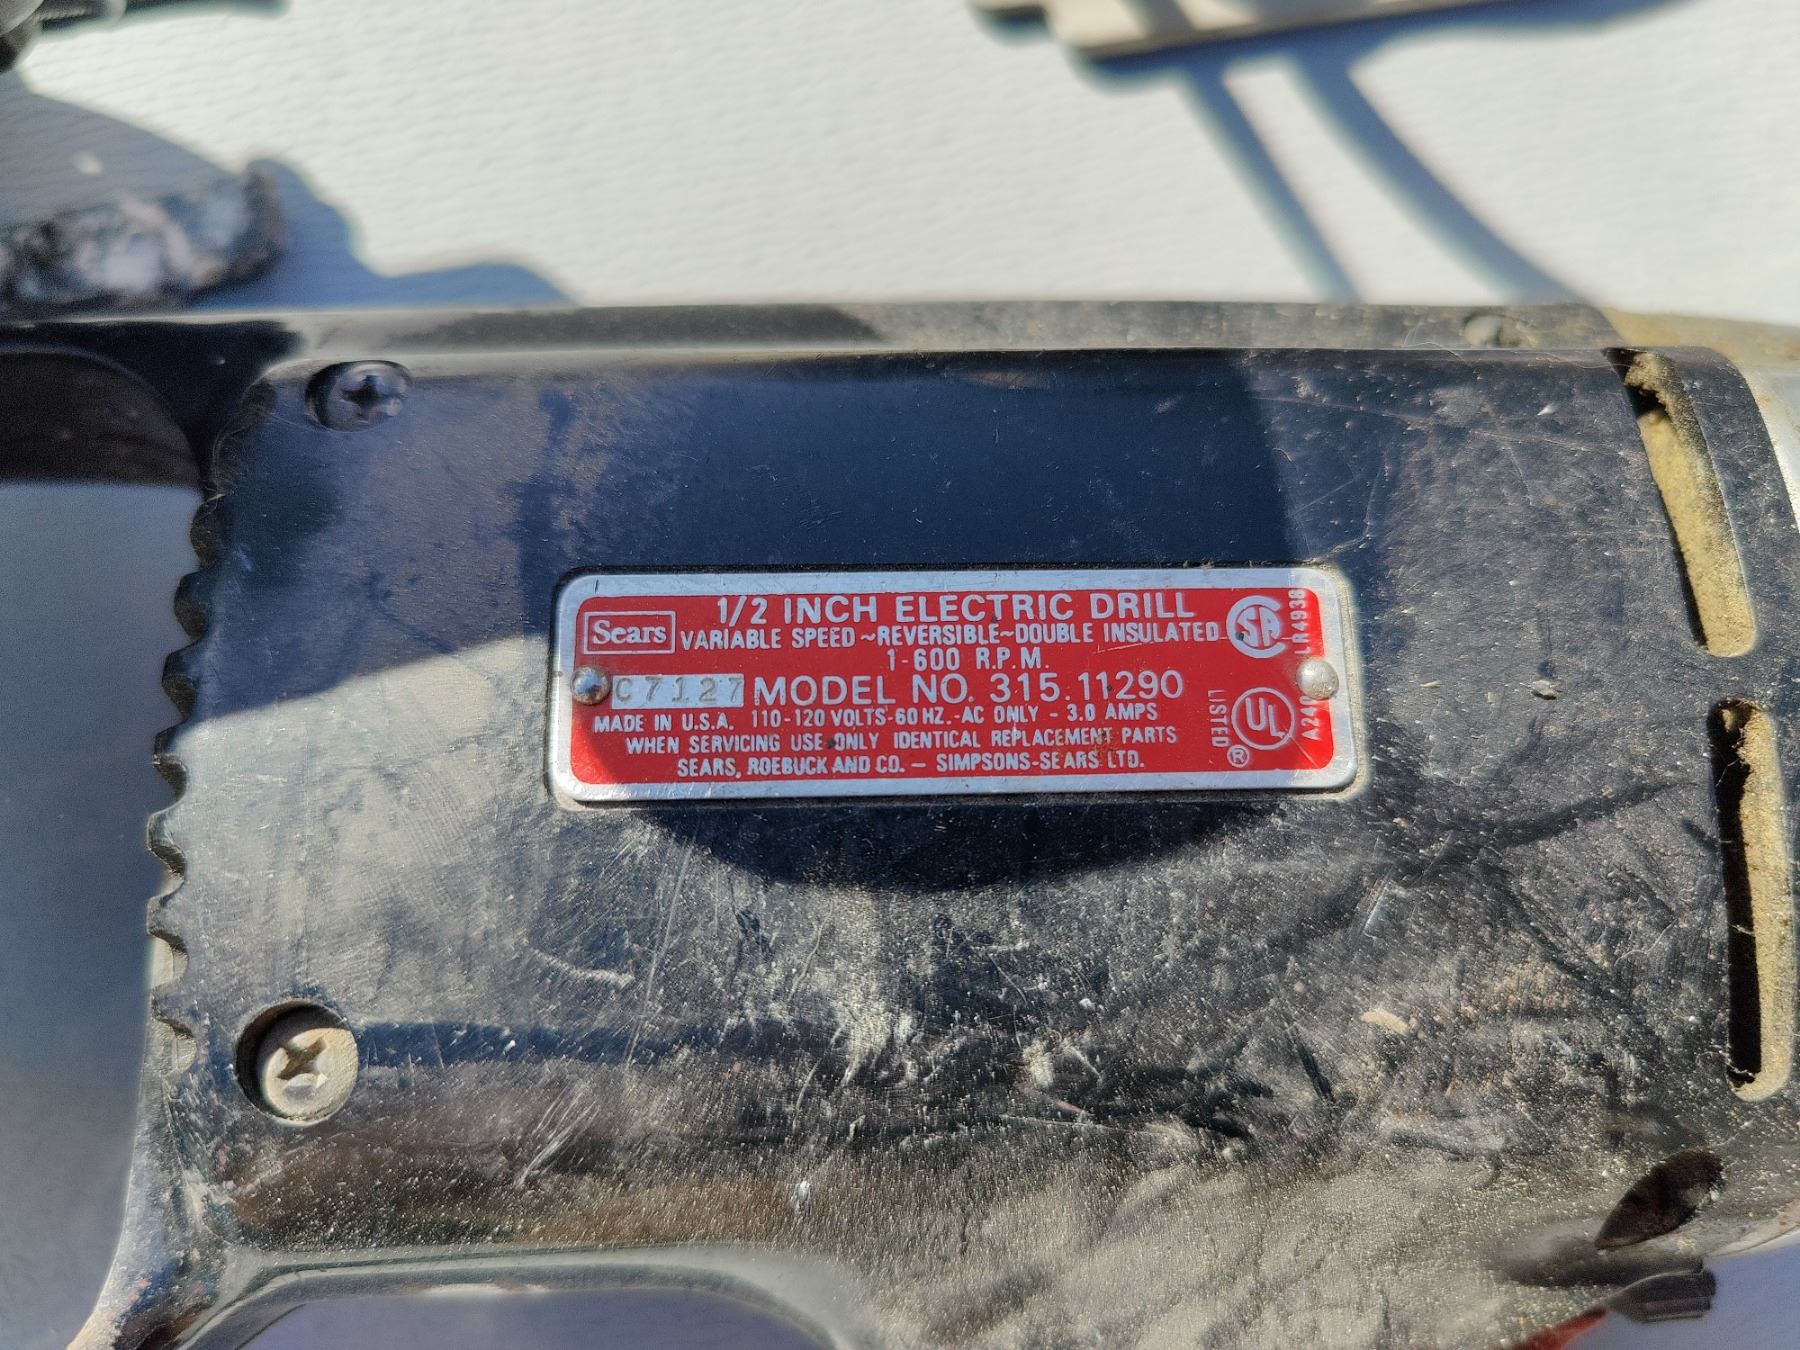 1/2 INCH ELECTRIC DRILL
Sears VARIABLE SPEED ~REVERSIBLE~DOUBLE INSULATED
1-600 R.P.M.
C7127 MODEL NO. 315.11290
MADE IN U.S.A. 110-120 VOLTS-60 HZ.-AC ONLY - 3.0 AMPS
WHEN SERVICING USE ONLY IDENTICAL REPLACEMENT PARTS
SEARS, ROEBUCK AND CO. - SIMPSONS-SEARS LTD.
SA
LR4938
LISTED
UL
®